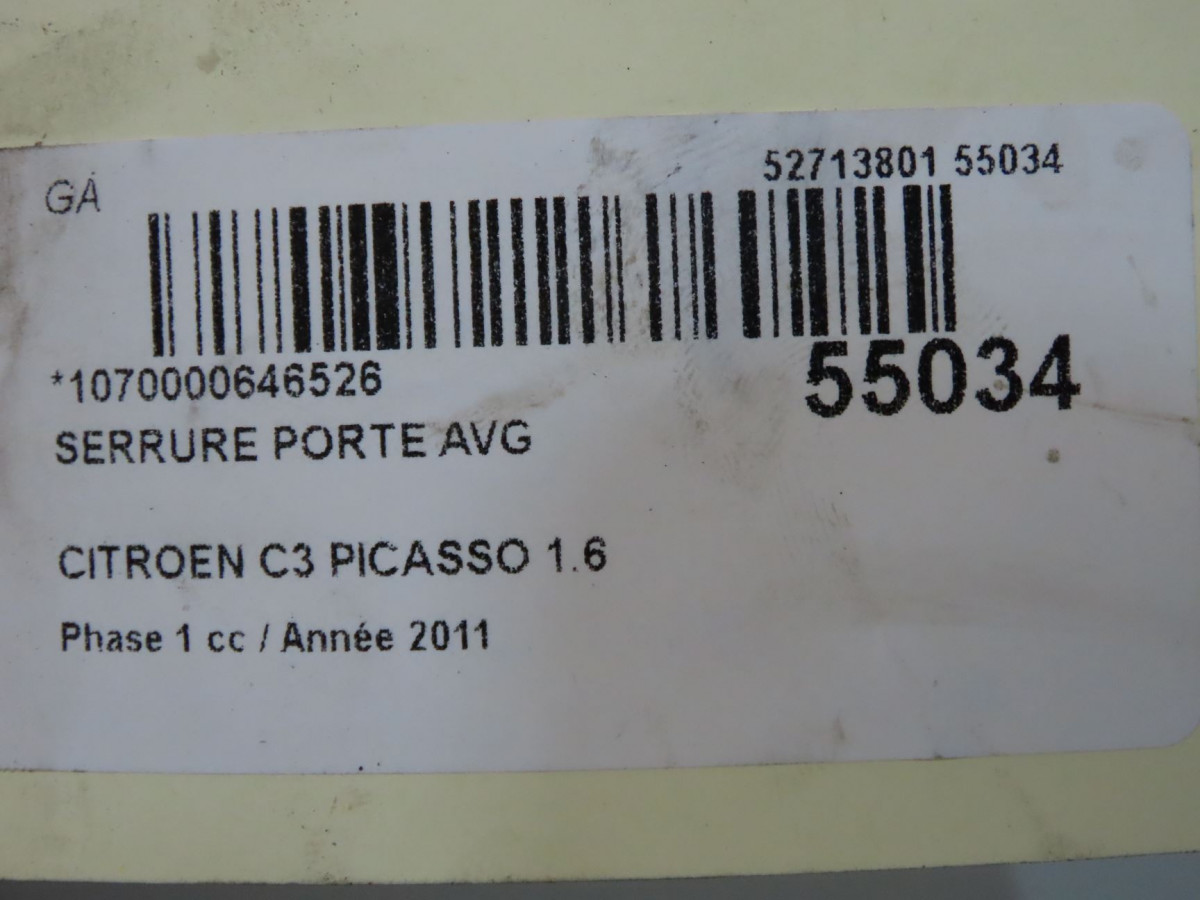 GA
52713801 55034
*1070000646526
55034
SERRURE PORTE AVG
CITROEN C3 PICASSO 1.6
Phase 1 cc / Année 2011